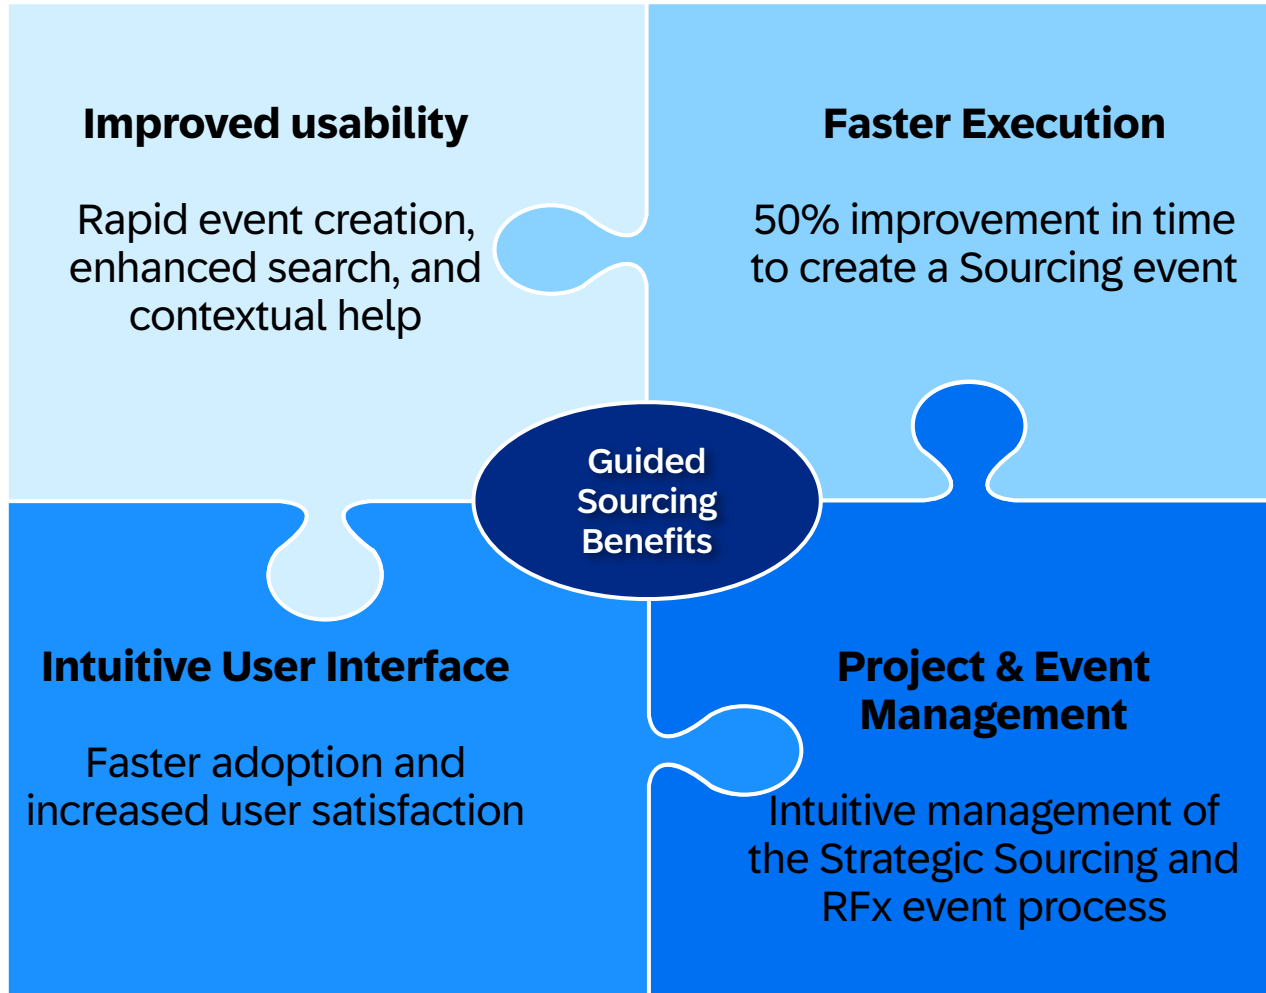 Improved usability
Rapid event creation,
enhanced search, and
contextual help
Faster Execution
50% improvement in time
to create a Sourcing event
Guided
Sourcing
Benefits
Intuitive User Interface
Faster adoption and
increased user satisfaction
Project & Event
Management
Intuitive management of
the Strategic Sourcing and
RFx event process